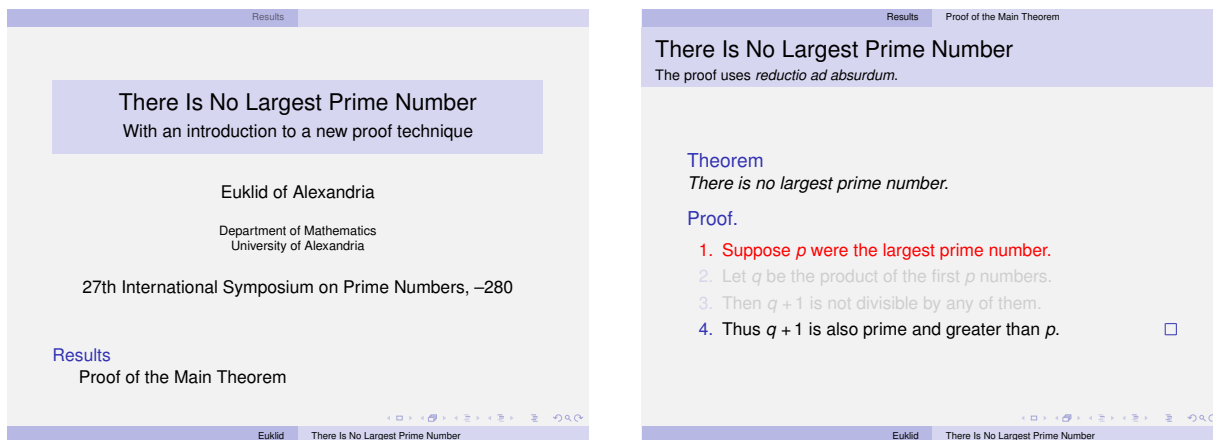 Results
There Is No Largest Prime Number
With an introduction to a new proof technique
Euklid of Alexandria
Department of Mathematics
University of Alexandria
27th International Symposium on Prime Numbers, –280
Results
Proof of the Main Theorem
Euklid There Is No Largest Prime Number
Results Proof of the Main Theorem
There Is No Largest Prime Number
The proof uses reductio ad absurdum.
Theorem
There is no largest prime number.
Proof.
1. Suppose p were the largest prime number.
2. Let q be the product of the first p numbers.
3. Then q + 1 is not divisible by any of them.
4. Thus q + 1 is also prime and greater than p.
Euklid There Is No Largest Prime Number